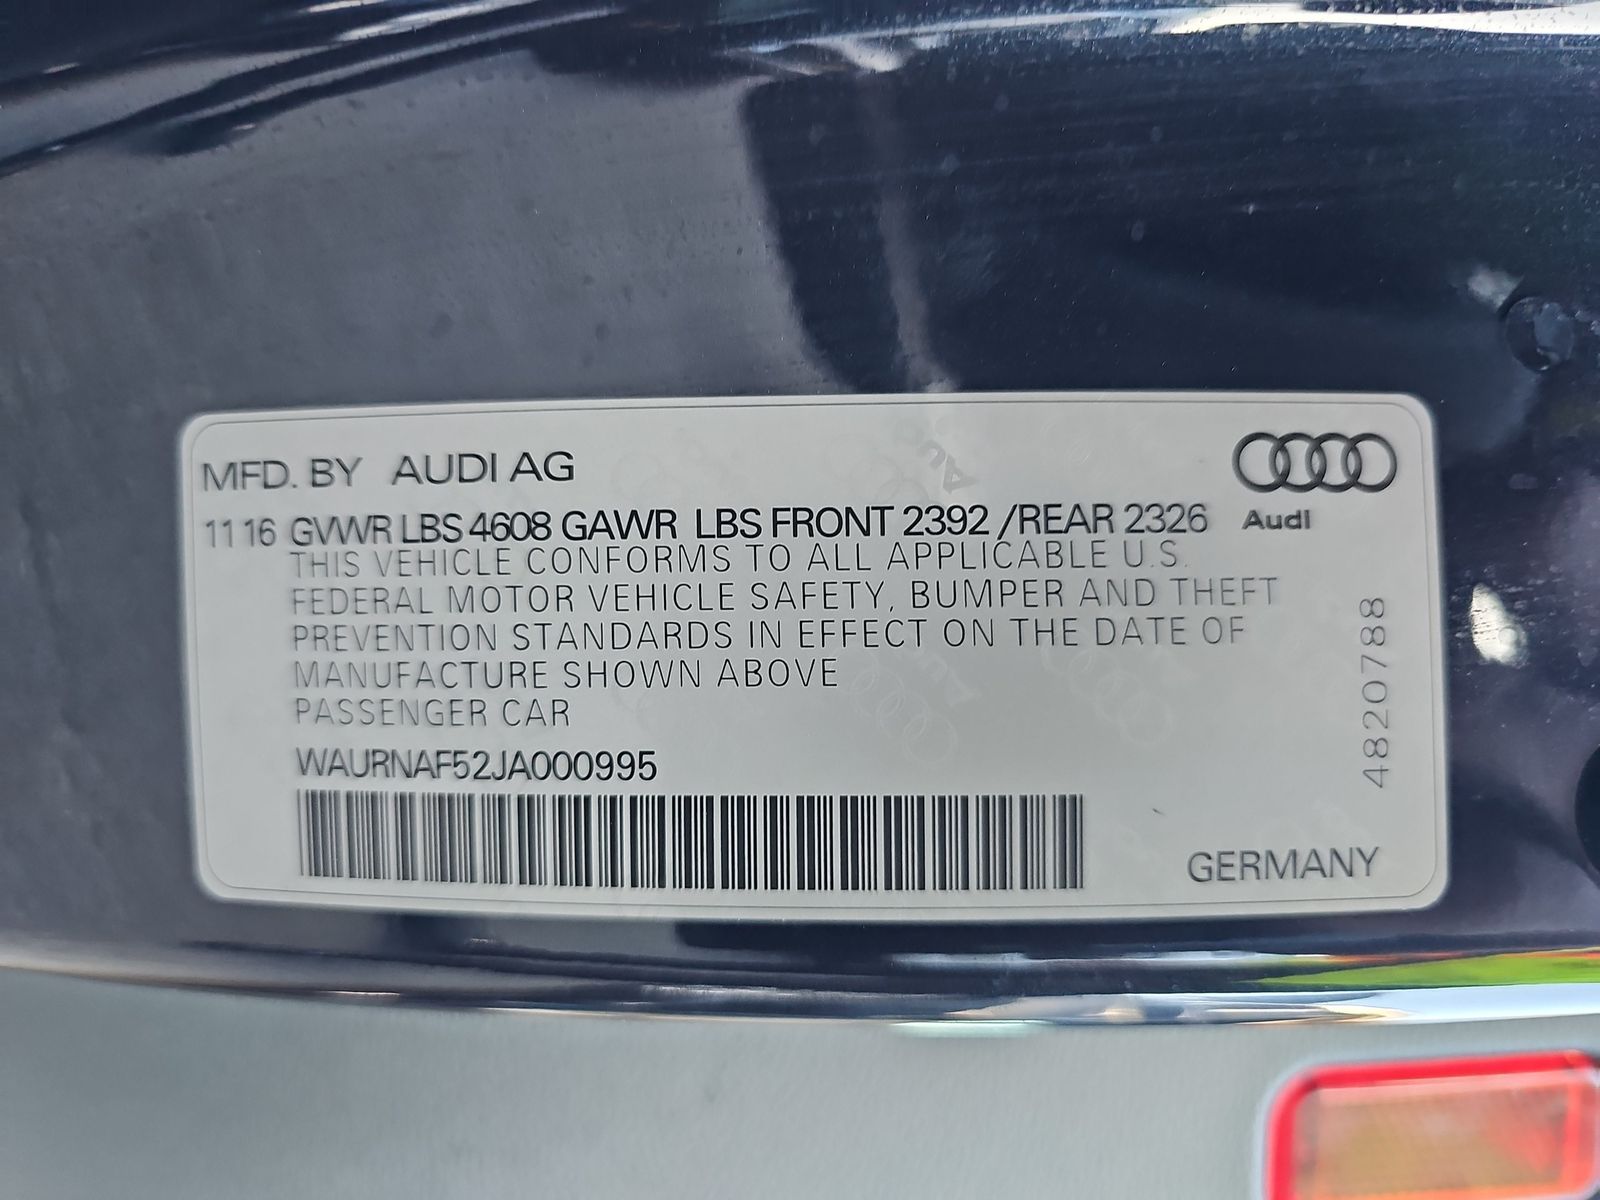 MFD. BY AUDI AG
11 16 GVWR LBS 4608 GAWR LBS FRONT 2392 /REAR 2326
Audi
THIS VEHICLE CONFORMS TO ALL APPLICABLE U.S.
FEDERAL MOTOR VEHICLE SAFETY, BUMPER AND THEFT
PREVENTION STANDARDS IN EFFECT ON THE DATE OF
MANUFACTURE SHOWN ABOVE
PASSENGER CAR
WAURNAF52JA000995
4820788
GERMANY